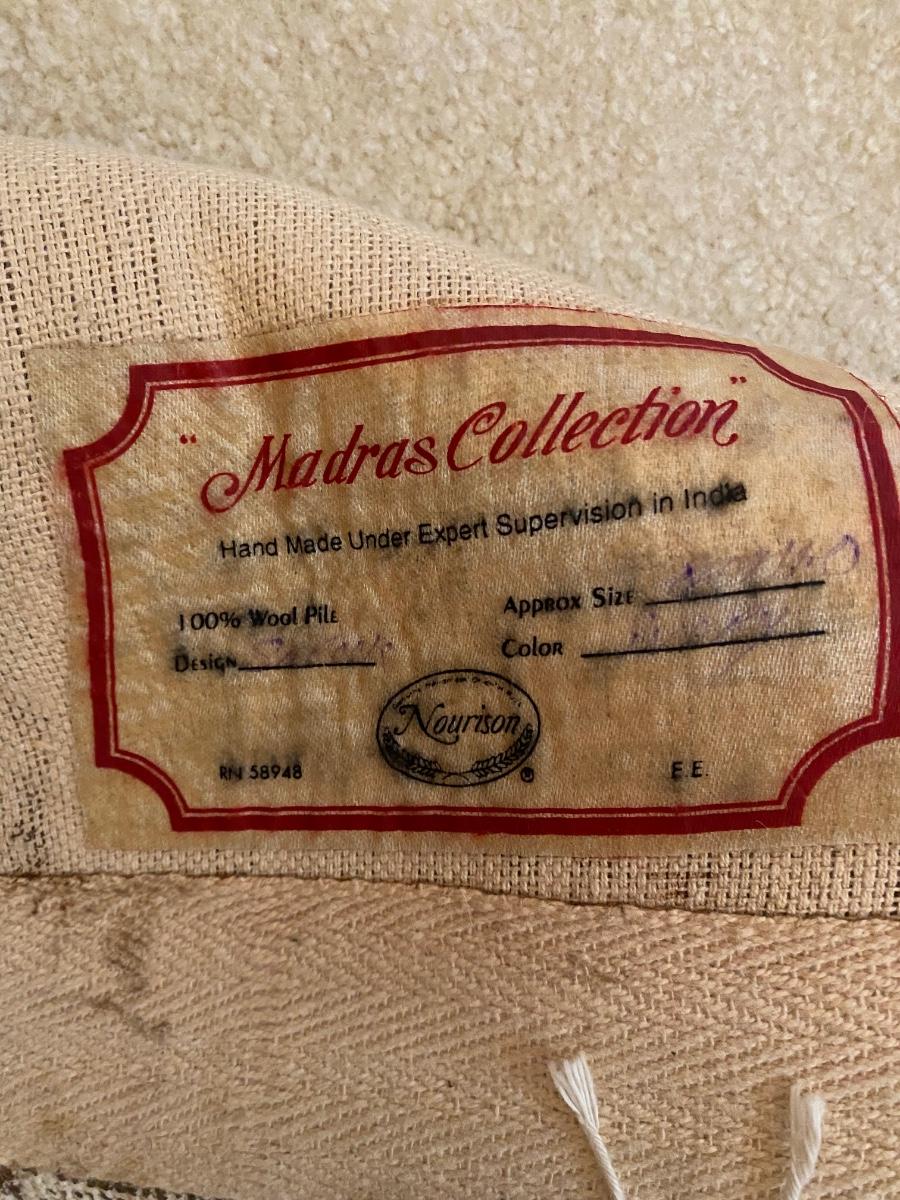 "Madras Collection"
Hand Made Under Expert Supervision in India
100% Wool Pile
Approx Size
Design
Color
Nourison
®
RN 58948
E.E.